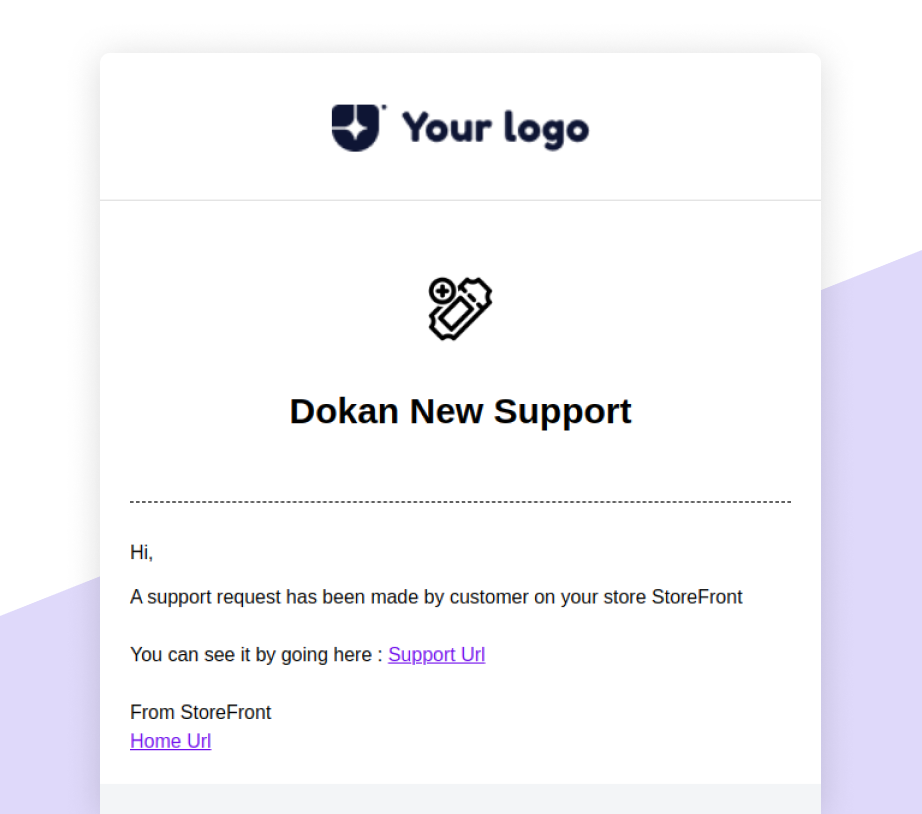 Your logo
Dokan New Support
Hi,
A support request has been made by customer on your store StoreFront
You can see it by going here : Support Url
From StoreFront
Home Url